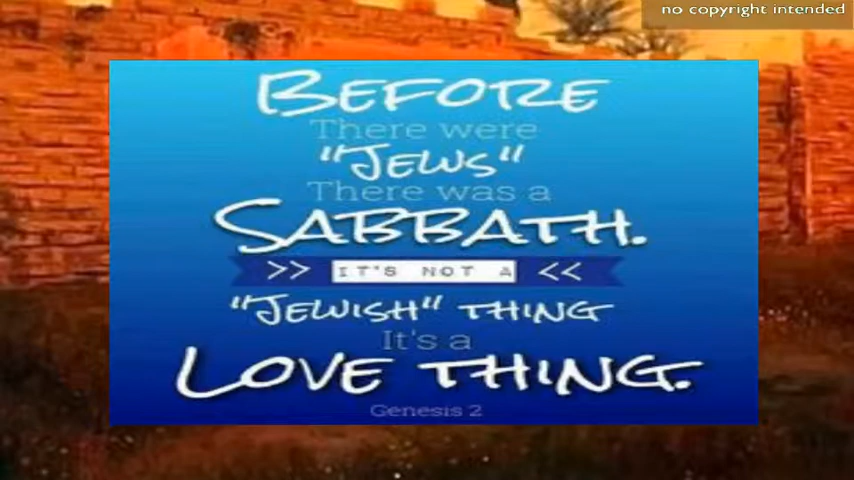 no copyright intended
BEFORE
There were
"JEWS"
There was a
SABBATH.
>> IT'S NOT A <<
"JEWISH" THING
It's a
LOVE THING.
Genesis 2